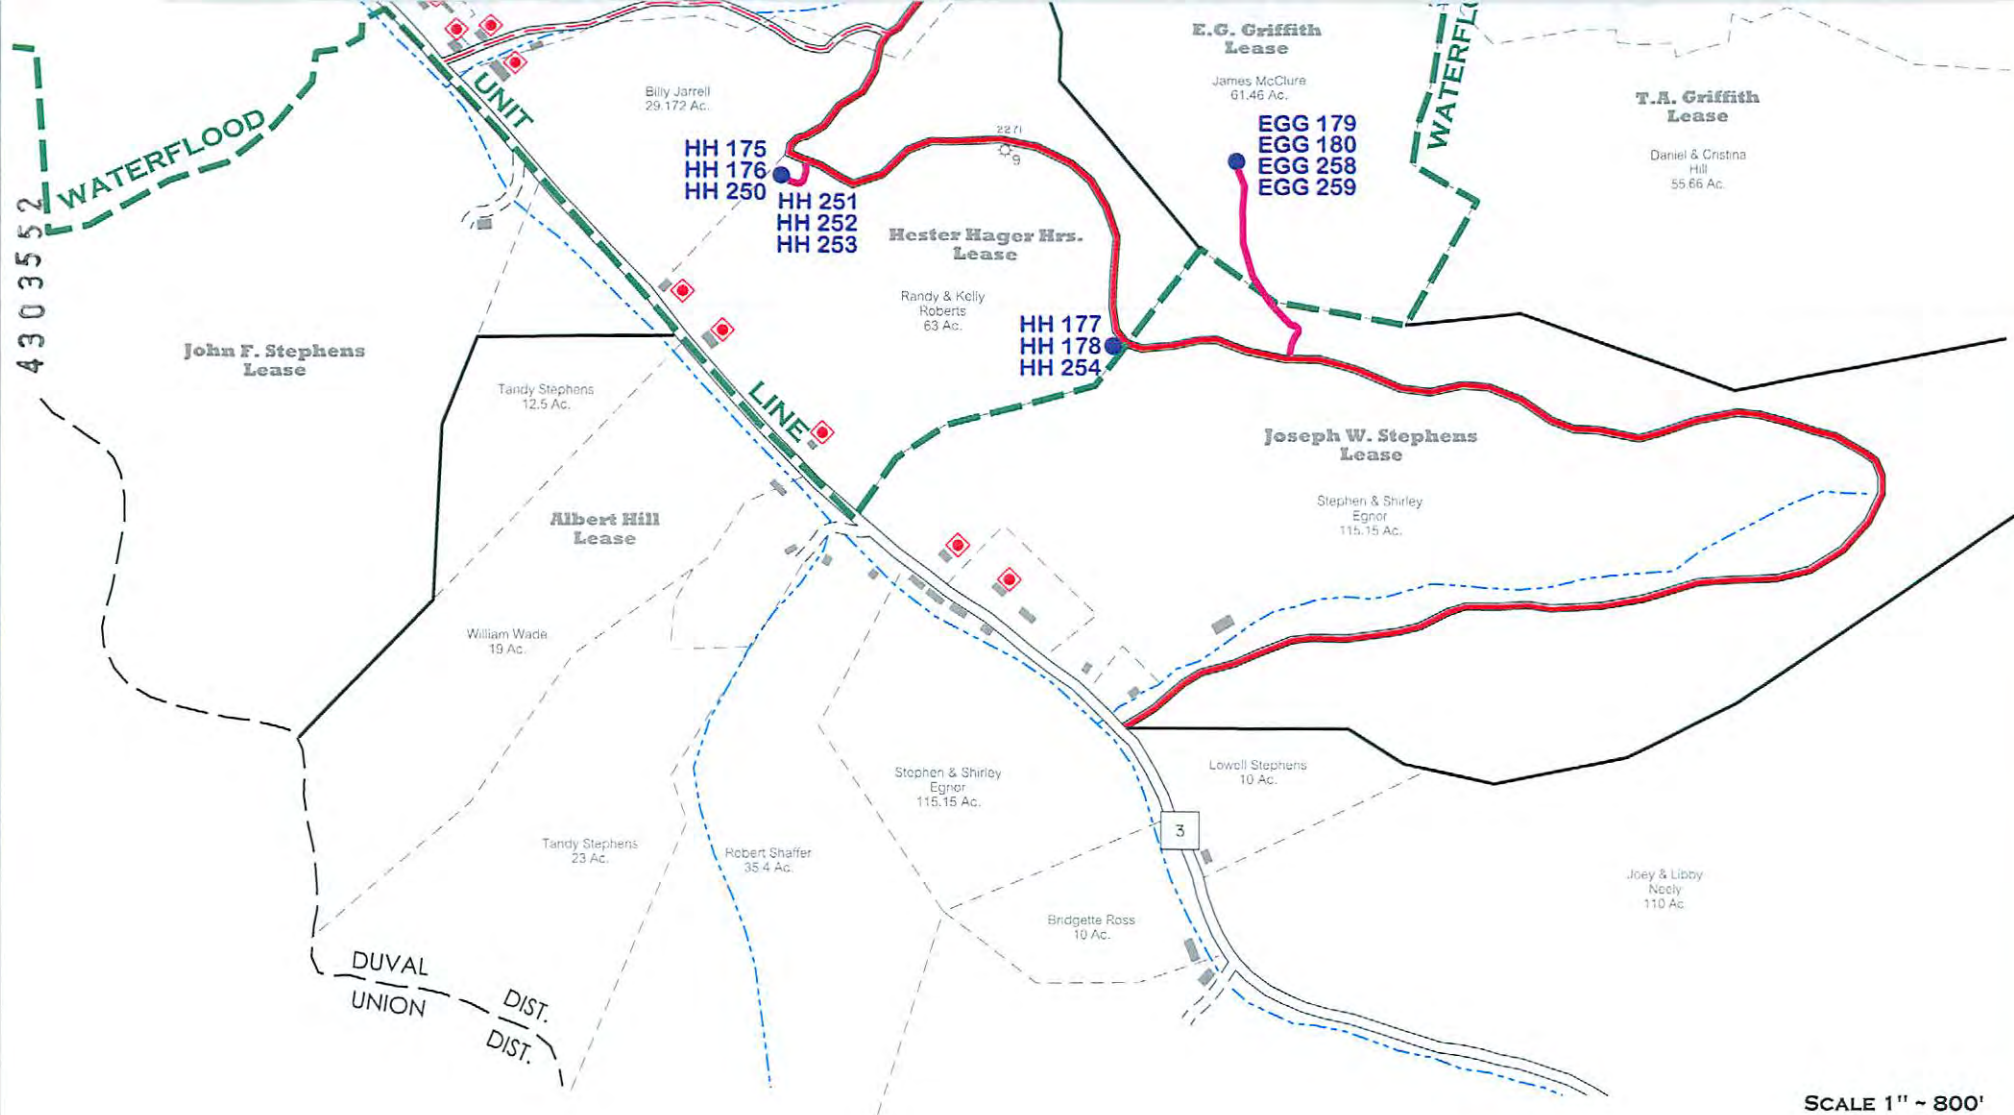 E.G. Griffith
Lease
James McClure
61.46 Ac.
WATERFLO
T.A. Griffith
Lease
Daniel & Cristina
Hill
55.66 Ac.
Billy Jarrell
29.172 Ac.
UNIT
WATERFLOOD
4303552
HH 175
HH 176
HH 250
HH 251
HH 252
HH 253
2271
9
EGG 179
EGG 180
EGG 258
EGG 259
Hester Hager Hrs.
Lease
Randy & Kelly
Roberts
63 Ac.
HH 177
HH 178
HH 254
John F. Stephens
Lease
Tandy Stephens
12.5 Ac.
LINE
Joseph W. Stephens
Lease
Stephen & Shirley
Egnor
115.15 Ac.
Albert Hill
Lease
William Wade
19 Ac.
Stephen & Shirley
Egnor
115.15 Ac.
Lowell Stephens
10 Ac.
3
Tandy Stephens
23 Ac.
Robert Shaffer
35.4 Ac.
Joey & Libby
Neely
110 Ac
Bridgette Ross
10 Ac.
DUVAL
UNION
DIST.
DIST.
SCALE 1" ~ 800'